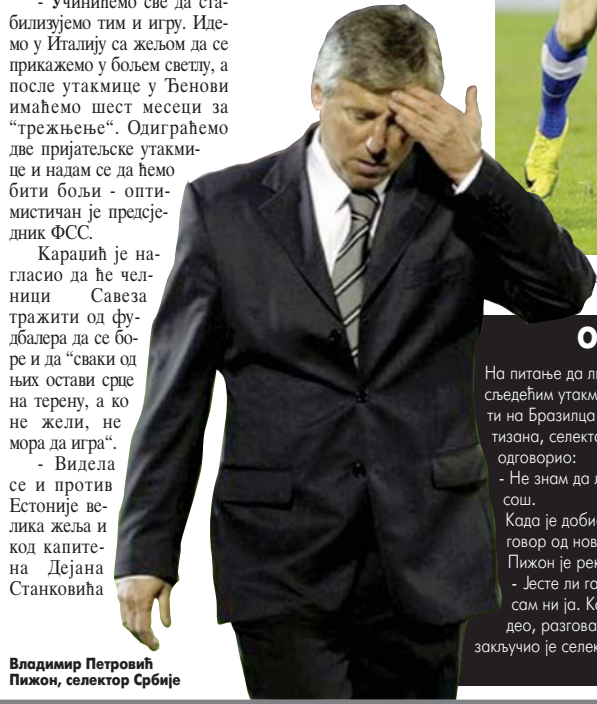 - Учинићемо све да ста-
билизујемо тим и игру. Иде-
мо у Италију са жељом да се
прикажемо у бољем светлу, а
после утакмице у Ђенови
имаћемо шест месеци за
“трежњење“. Одиграћемо
две пријатељске утакми-
це и надам се да ћемо
бити бољи - опти-
мистичан је предсје-
дник ФСС.
Караџић је на-
гласио да ће чел-
ници Савеза
тражити од фу-
дбалера да се бо-
ре и да “сваки од
њих остави срце
на терену, а ко
не жели, не
мора да игра“.
- Видела
се и против
Естоније ве-
лика жеља и
код капите-
на Дејана
Станковића
Владимир Петровић
Пижон, селектор Србије
На питање да ли
сљедећим утакм
ти на Бразилца
тизана, селекто
одговорио:
- Не знам да л
сош.
Када је доби
говор од нов
Пижон је рек
- Јесте ли га
сам ни ја. Ка
део, разгова
закључио је селек